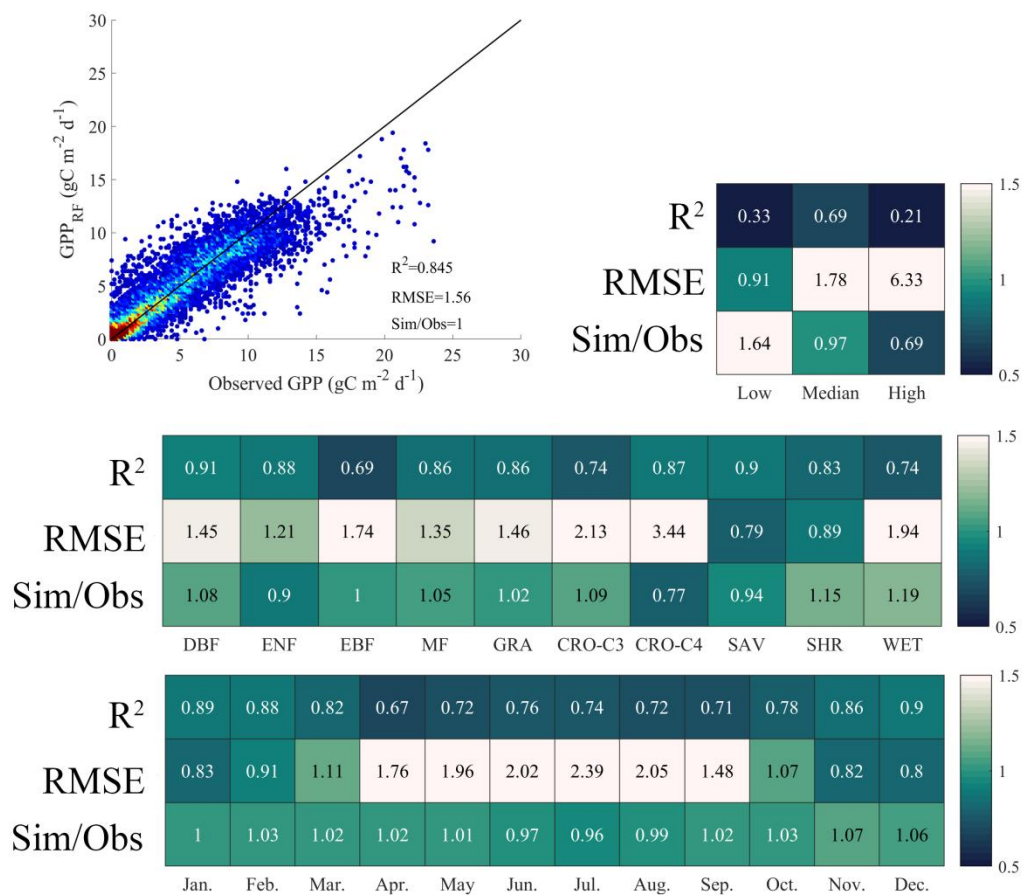 30
25
20
15
10
5
0
GPP_RF (gC m⁻² d⁻¹)
R²=0.845
RMSE=1.56
Sim/Obs=1
0 5 10 15 20 25 30
Observed GPP (gC m⁻² d⁻¹)
R² 0.33 0.69 0.21
RMSE 0.91 1.78 6.33
Sim/Obs 1.64 0.97 0.69
Low Median High
1.5
1
0.5
R² 0.91 0.88 0.69 0.86 0.86 0.74 0.87 0.9 0.83 0.74
RMSE 1.45 1.21 1.74 1.35 1.46 2.13 3.44 0.79 0.89 1.94
Sim/Obs 1.08 0.9 1 1.05 1.02 1.09 0.77 0.94 1.15 1.19
DBF ENF EBF MF GRA CRO-C3 CRO-C4 SAV SHR WET
1.5
1
0.5
R² 0.89 0.88 0.82 0.67 0.72 0.76 0.74 0.72 0.71 0.78 0.86 0.9
RMSE 0.83 0.91 1.11 1.76 1.96 2.02 2.39 2.05 1.48 1.07 0.82 0.8
Sim/Obs 1 1.03 1.02 1.02 1.01 0.97 0.96 0.99 1.02 1.03 1.07 1.06
Jan. Feb. Mar. Apr. May Jun. Jul. Aug. Sep. Oct. Nov. Dec.
1.5
1
0.5